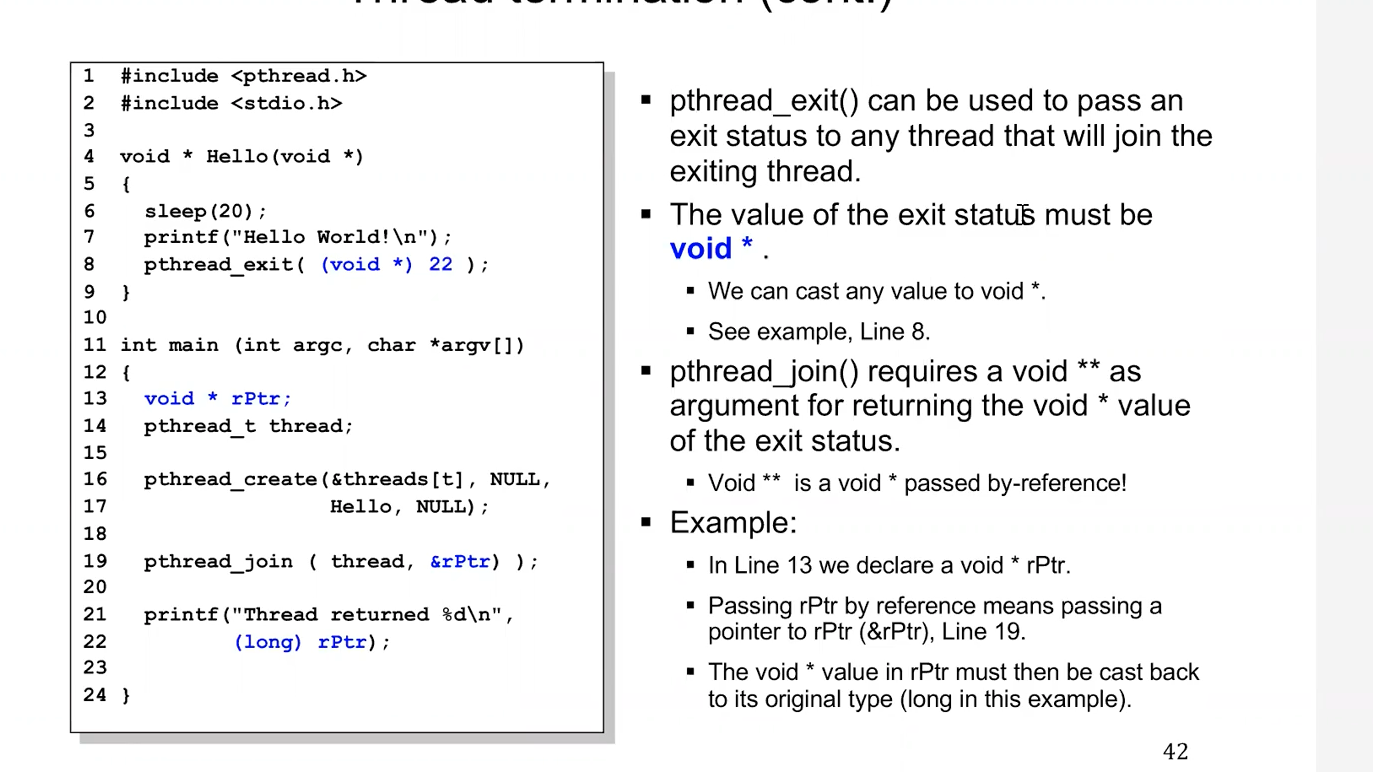 Thread termination (cont.)
1 #include <pthread.h>
2 #include <stdio.h>
3
4 void * Hello(void *)
5 {
6 sleep(20);
7 printf("Hello World!\n");
8 pthread_exit( (void *) 22 );
9 }
10
11 int main (int argc, char *argv[])
12 {
13 void * rPtr;
14 pthread_t thread;
15
16 pthread_create(&threads[t], NULL,
17 Hello, NULL);
18
19 pthread_join ( thread, &rPtr) );
20
21 printf("Thread returned %d\n",
22 (long) rPtr);
23
24 }
▪ pthread_exit() can be used to pass an
exit status to any thread that will join the
exiting thread.
▪ The value of the exit status must be
void * .
▪ We can cast any value to void *.
▪ See example, Line 8.
▪ pthread_join() requires a void ** as
argument for returning the void * value
of the exit status.
▪ Void ** is a void * passed by-reference!
▪ Example:
▪ In Line 13 we declare a void * rPtr.
▪ Passing rPtr by reference means passing a
pointer to rPtr (&rPtr), Line 19.
▪ The void * value in rPtr must then be cast back
to its original type (long in this example).
42